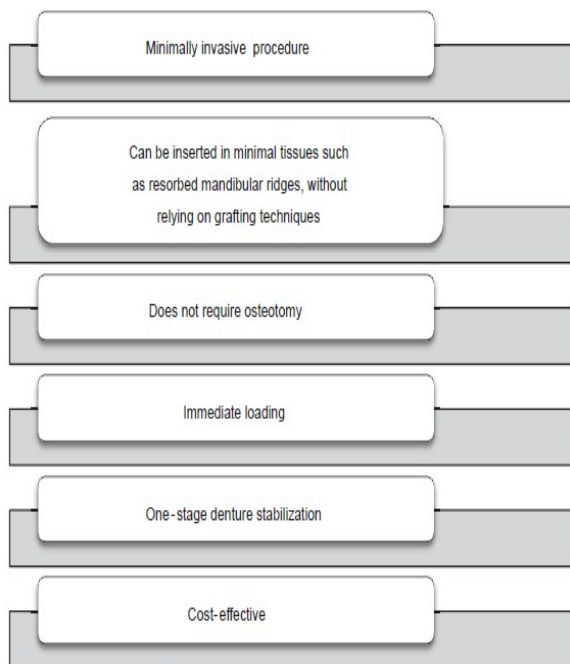 Minimally invasive procedure
Can be inserted in minimal tissues such
as resorbed mandibular ridges, without
relying on grafting techniques
Does not require osteotomy
Immediate loading
One-stage denture stabilization
Cost-effective